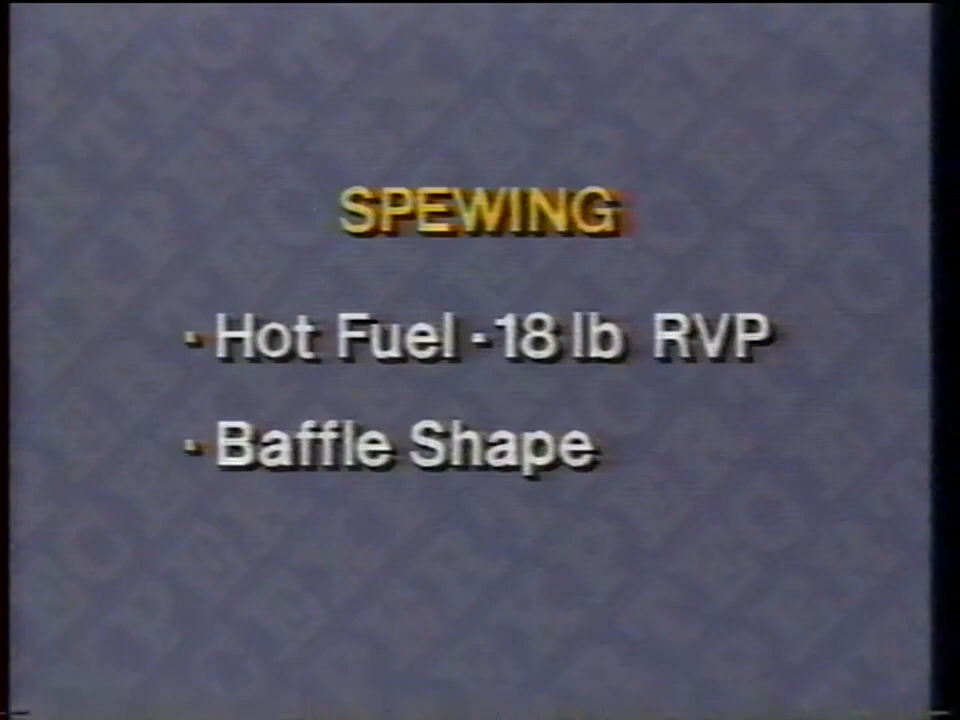 SPEWING
· Hot Fuel · 18 lb RVP
· Baffle Shape